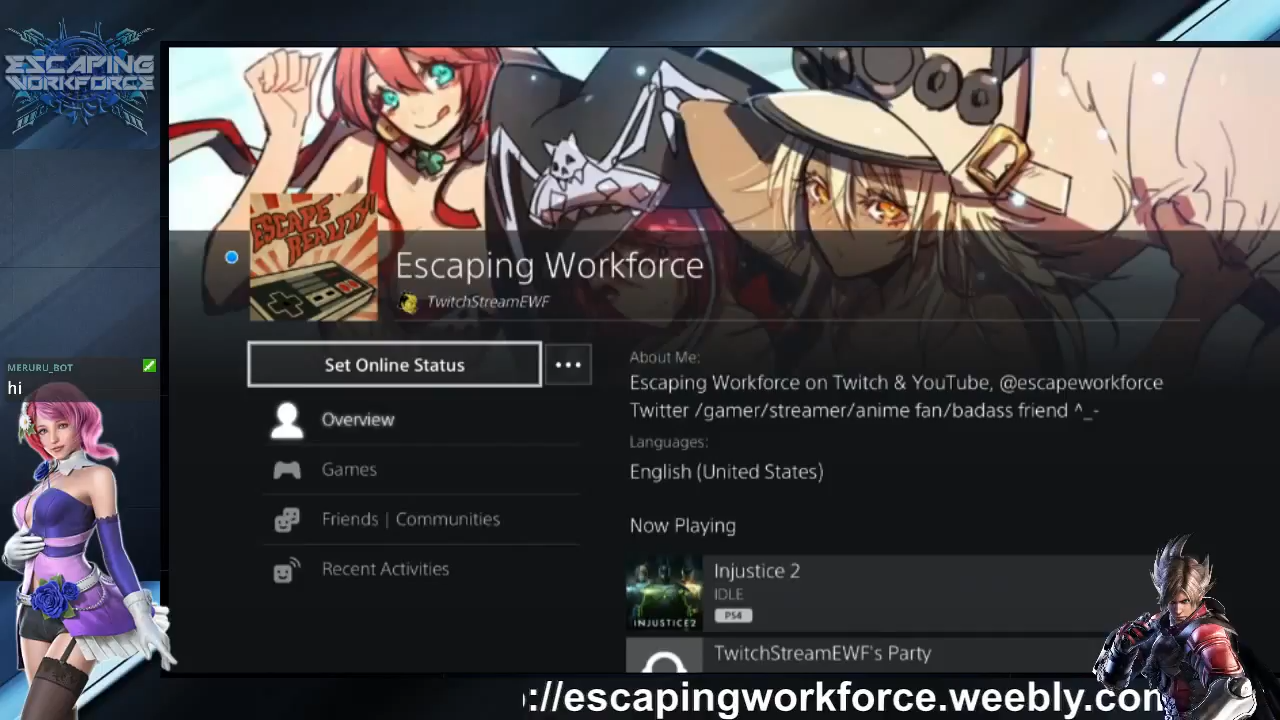 ESCAPING
WORKFORCE
ESCAPE
REALITY!
Escaping Workforce
TwitchStreamEWF
Set Online Status
•••
MERURU_BOT
hi
Overview
Games
Friends | Communities
Recent Activities
About Me:
Escaping Workforce on Twitch & YouTube, @escapeworkforce
Twitter /gamer/streamer/anime fan/badass friend ^_-
Languages:
English (United States)
Now Playing
INJUSTICE 2
Injustice 2
IDLE
PS4
TwitchStreamEWF's Party
://escapingworkforce.weebly.com